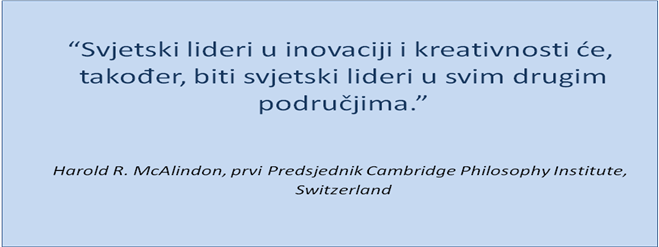 “Svjetski lideri u inovaciji i kreativnosti će,
također, biti svjetski lideri u svim drugim
područjima.”
Harold R. McAlindon, prvi Predsjednik Cambridge Philosophy Institute,
Switzerland